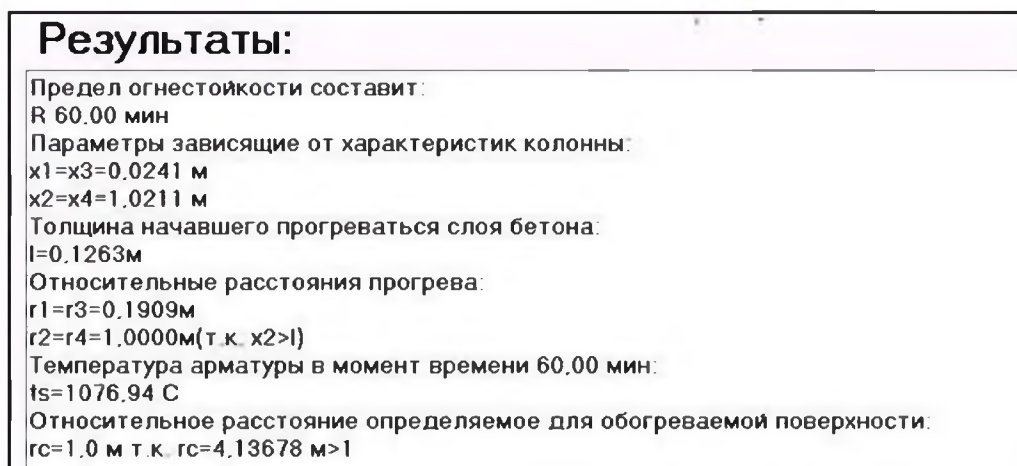 Результаты:
Предел огнестойкости составит:
R 60.00 мин
Параметры зависящие от характеристик колонны:
x1=x3=0.0241 м
x2=x4=1.0211 м
Толщина начавшего прогреваться слоя бетона:
l=0.1263м
Относительные расстояния прогрева:
r1=r3=0.1909м
r2=r4=1.0000м(т.к. x2>l)
Температура арматуры в момент времени 60.00 мин:
ts=1076.94 С
Относительное расстояние определяемое для обогреваемой поверхности:
rc=1.0 м т.к. rc=4.13678 м>1